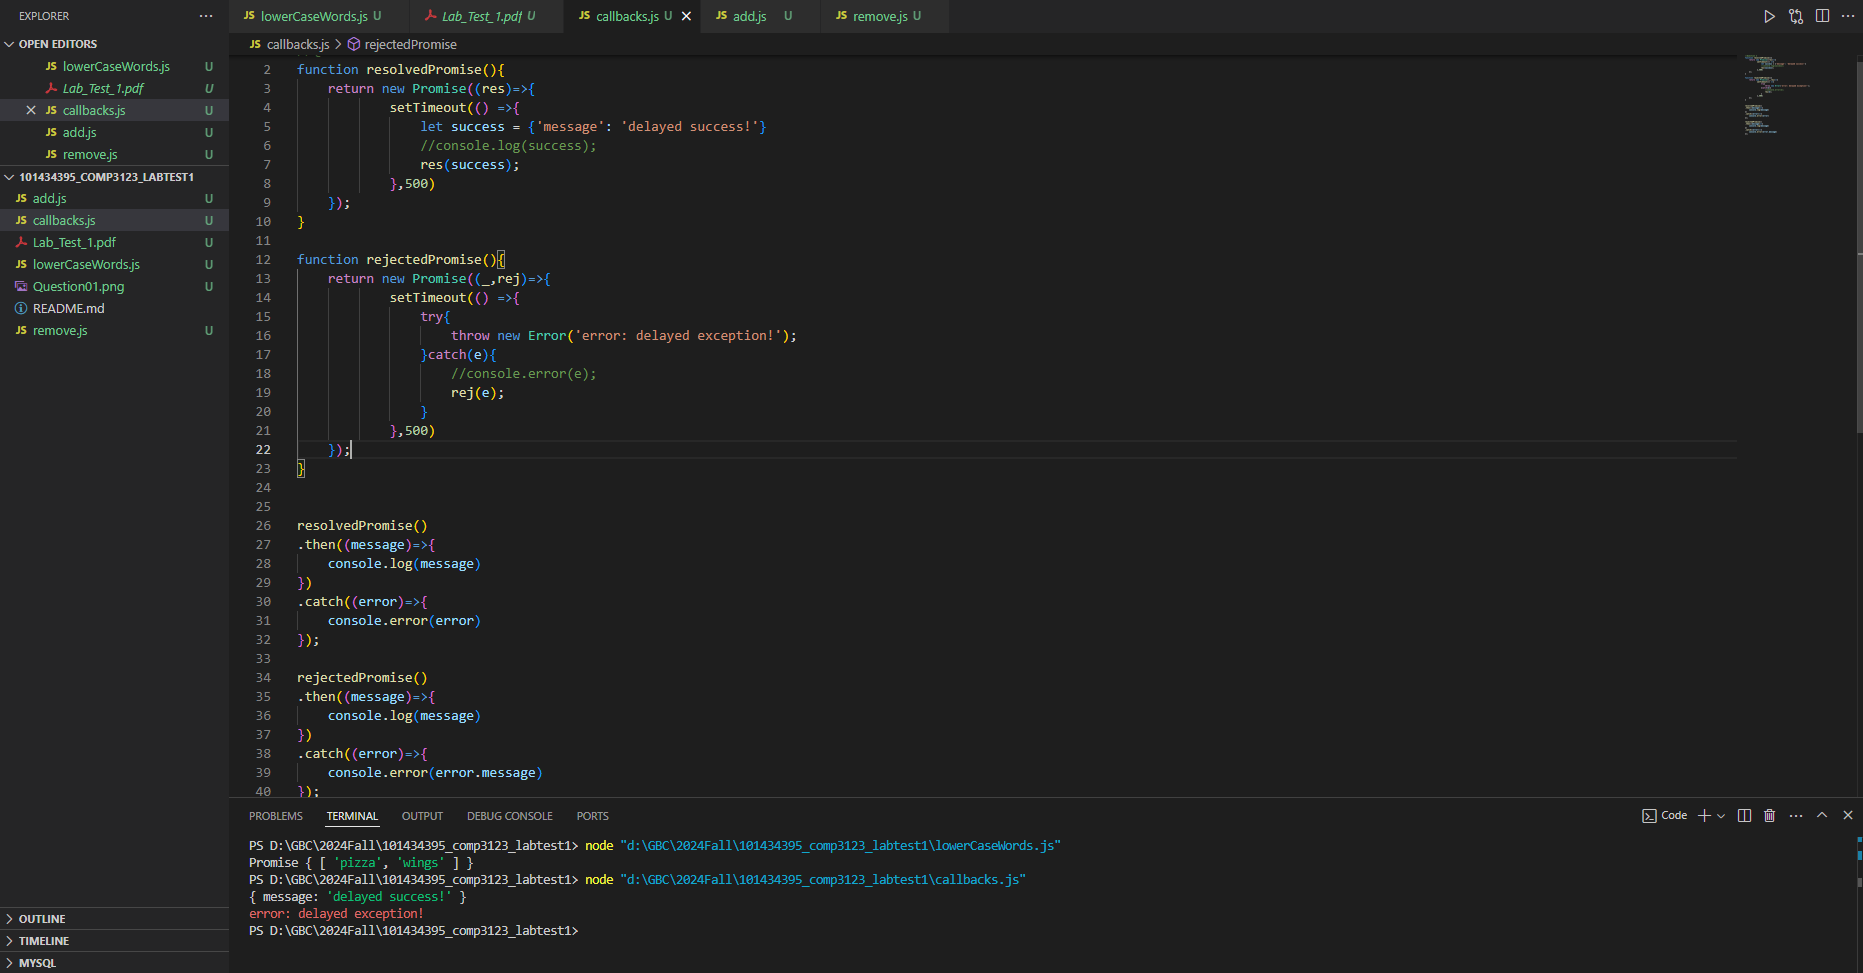 EXPLORER
OPEN EDITORS
JS lowerCaseWords.js U
Lab_Test_1.pdf U
JS callbacks.js U
JS add.js U
JS remove.js U
101434395_COMP3123_LABTEST1
JS add.js U
JS callbacks.js U
Lab_Test_1.pdf U
JS lowerCaseWords.js U
Question01.png U
README.md
JS remove.js U
OUTLINE
TIMELINE
MYSQL
JS lowerCaseWords.js U Lab_Test_1.pdf U JS callbacks.js U JS add.js U JS remove.js U
JS callbacks.js > rejectedPromise
2 function resolvedPromise(){
3 return new Promise((res)=>{
4 setTimeout(() =>{
5 let success = {'message': 'delayed success!'}
6 //console.log(success);
7 res(success);
8 },500)
9 });
10 }
11
12 function rejectedPromise(){
13 return new Promise((_,rej)=>{
14 setTimeout(() =>{
15 try{
16 throw new Error('error: delayed exception!');
17 }catch(e){
18 //console.error(e);
19 rej(e);
20 }
21 },500)
22 });
23 }
24
25
26 resolvedPromise()
27 .then((message)=>{
28 console.log(message)
29 })
30 .catch((error)=>{
31 console.error(error)
32 });
33
34 rejectedPromise()
35 .then((message)=>{
36 console.log(message)
37 })
38 .catch((error)=>{
39 console.error(error.message)
40 });
PROBLEMS TERMINAL OUTPUT DEBUG CONSOLE PORTS
Code
PS D:\GBC\2024Fall\101434395_comp3123_labtest1> node "d:\GBC\2024Fall\101434395_comp3123_labtest1\lowerCaseWords.js"
Promise { [ 'pizza', 'wings' ] }
PS D:\GBC\2024Fall\101434395_comp3123_labtest1> node "d:\GBC\2024Fall\101434395_comp3123_labtest1\callbacks.js"
{ message: 'delayed success!' }
error: delayed exception!
PS D:\GBC\2024Fall\101434395_comp3123_labtest1>